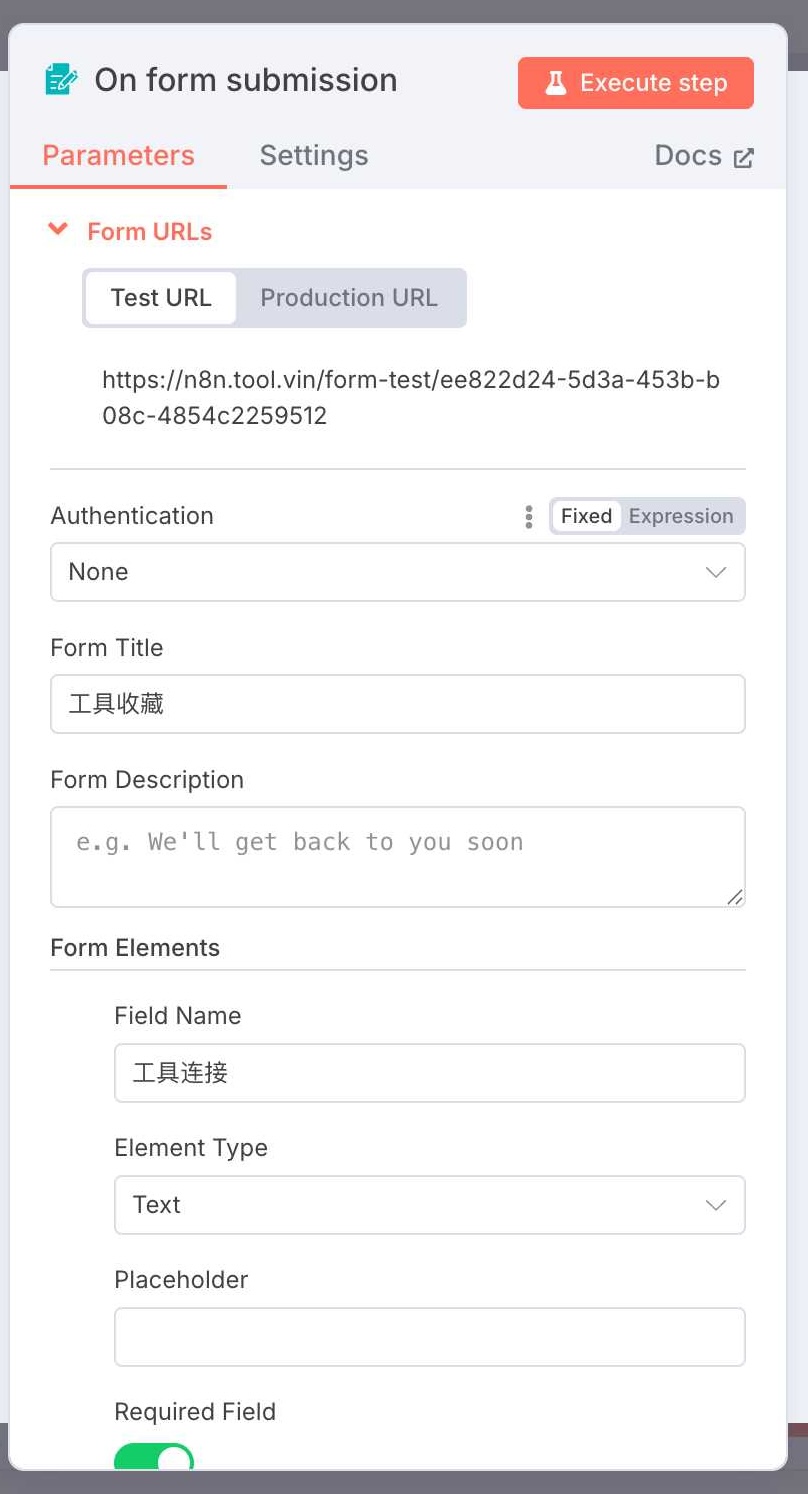 On form submission
Execute step
Parameters
Settings
Docs
Form URLs
Test URL
Production URL
https://n8n.tool.vin/form-test/ee822d24-5d3a-453b-b
08c-4854c2259512
Authentication
Fixed
Expression
None
Form Title
工具收藏
Form Description
e.g. We'll get back to you soon
Form Elements
Field Name
工具连接
Element Type
Text
Placeholder
Required Field